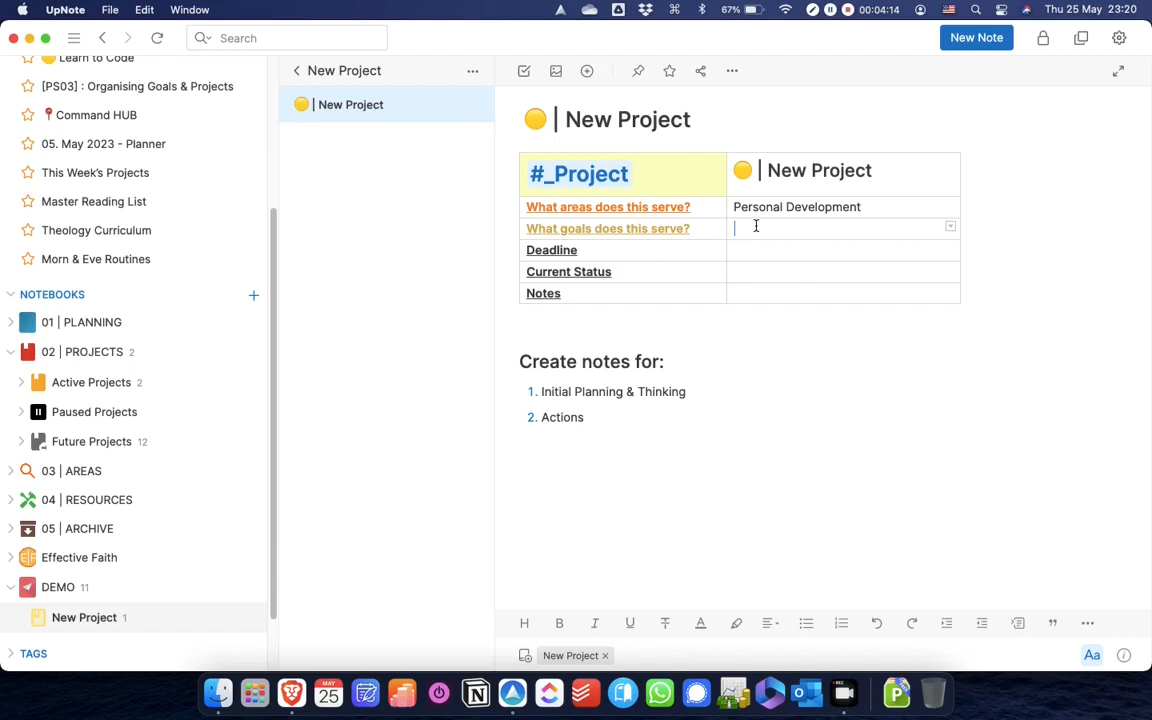 UpNote File Edit Window 67% 00:04:14 Thu 25 May 23:20
Search
New Note
Learn to Code
[PS03] : Organising Goals & Projects
Command HUB
05. May 2023 - Planner
This Week's Projects
Master Reading List
Theology Curriculum
Morn & Eve Routines
NOTEBOOKS
01 | PLANNING
02 | PROJECTS 2
Active Projects 2
Paused Projects
Future Projects 12
03 | AREAS
04 | RESOURCES
05 | ARCHIVE
Effective Faith
DEMO 11
New Project 1
TAGS
New Project
| New Project
| New Project
#_Project
| New Project
What areas does this serve?
Personal Development
What goals does this serve?
Deadline
Current Status
Notes
Create notes for:
1. Initial Planning & Thinking
2. Actions
H B I U T A
New Project
Aa
MAY
25
REC